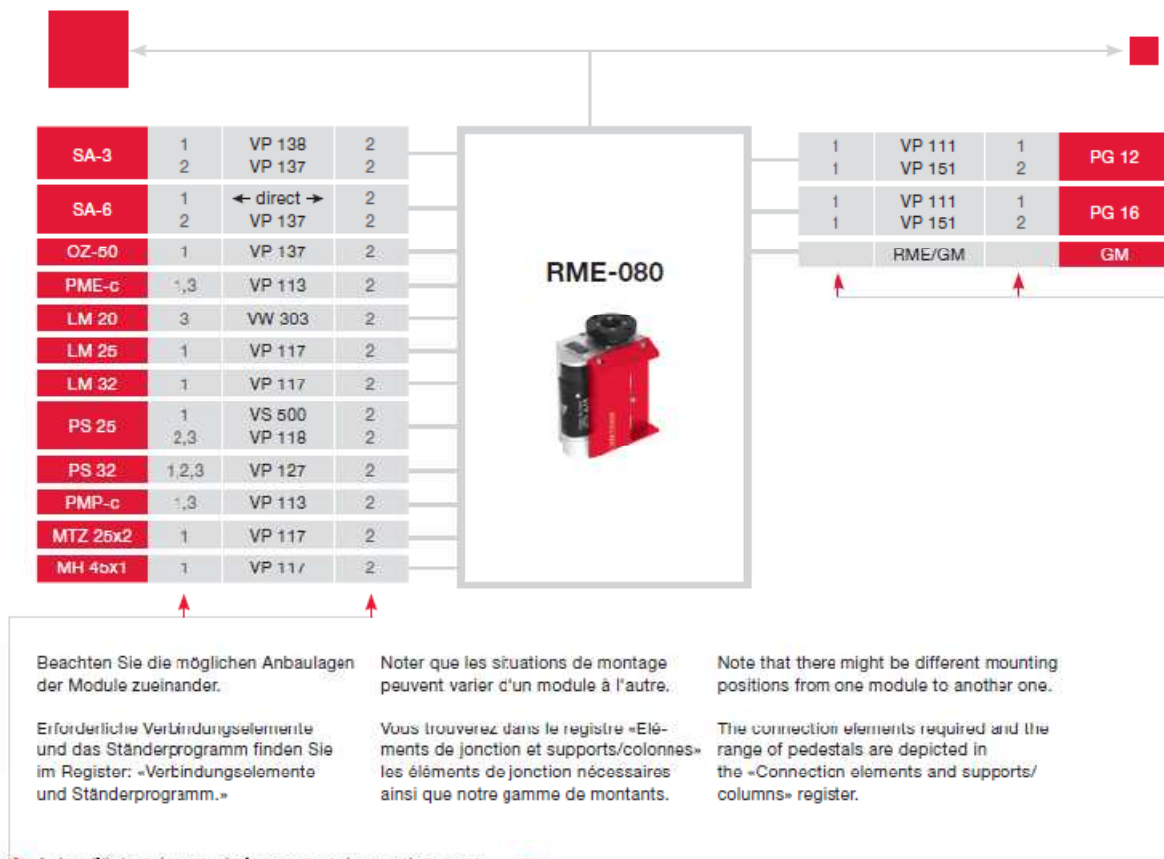 SA-3 1 VP 138 2
2 VP 137 2
SA-6 1 ← direct → 2
2 VP 137 2
OZ-50 1 VP 137 2
PME-c 1,3 VP 113 2
LM 20 3 VW 303 2
LM 25 1 VP 117 2
LM 32 1 VP 117 2
PS 25 1 VS 500 2
2,3 VP 118 2
PS 32 1,2,3 VP 127 2
PMP-c 1,3 VP 113 2
MTZ 25x2 1 VP 117 2
MH 45x1 1 VP 117 2
RME-080
1 VP 111 1 PG 12
1 VP 151 2
1 VP 111 1 PG 16
1 VP 151 2
RME/GM GM
Beachten Sie die möglichen Anbaulagen
der Module zueinander.
Erforderliche Verbindungselemente
und das Ständerprogramm finden Sie
im Register: «Verbindungselemente
und Ständerprogramm.»
Noter que les situations de montage
peuvent varier d'un module à l'autre.
Vous trouverez dans le registre «Elé-
ments de jonction et supports/colonnes»
les éléments de jonction nécessaires
ainsi que notre gamme de montants.
Note that there might be different mounting
positions from one module to another one.
The connection elements required and the
range of pedestals are depicted in
the «Connection elements and supports/
columns» register.